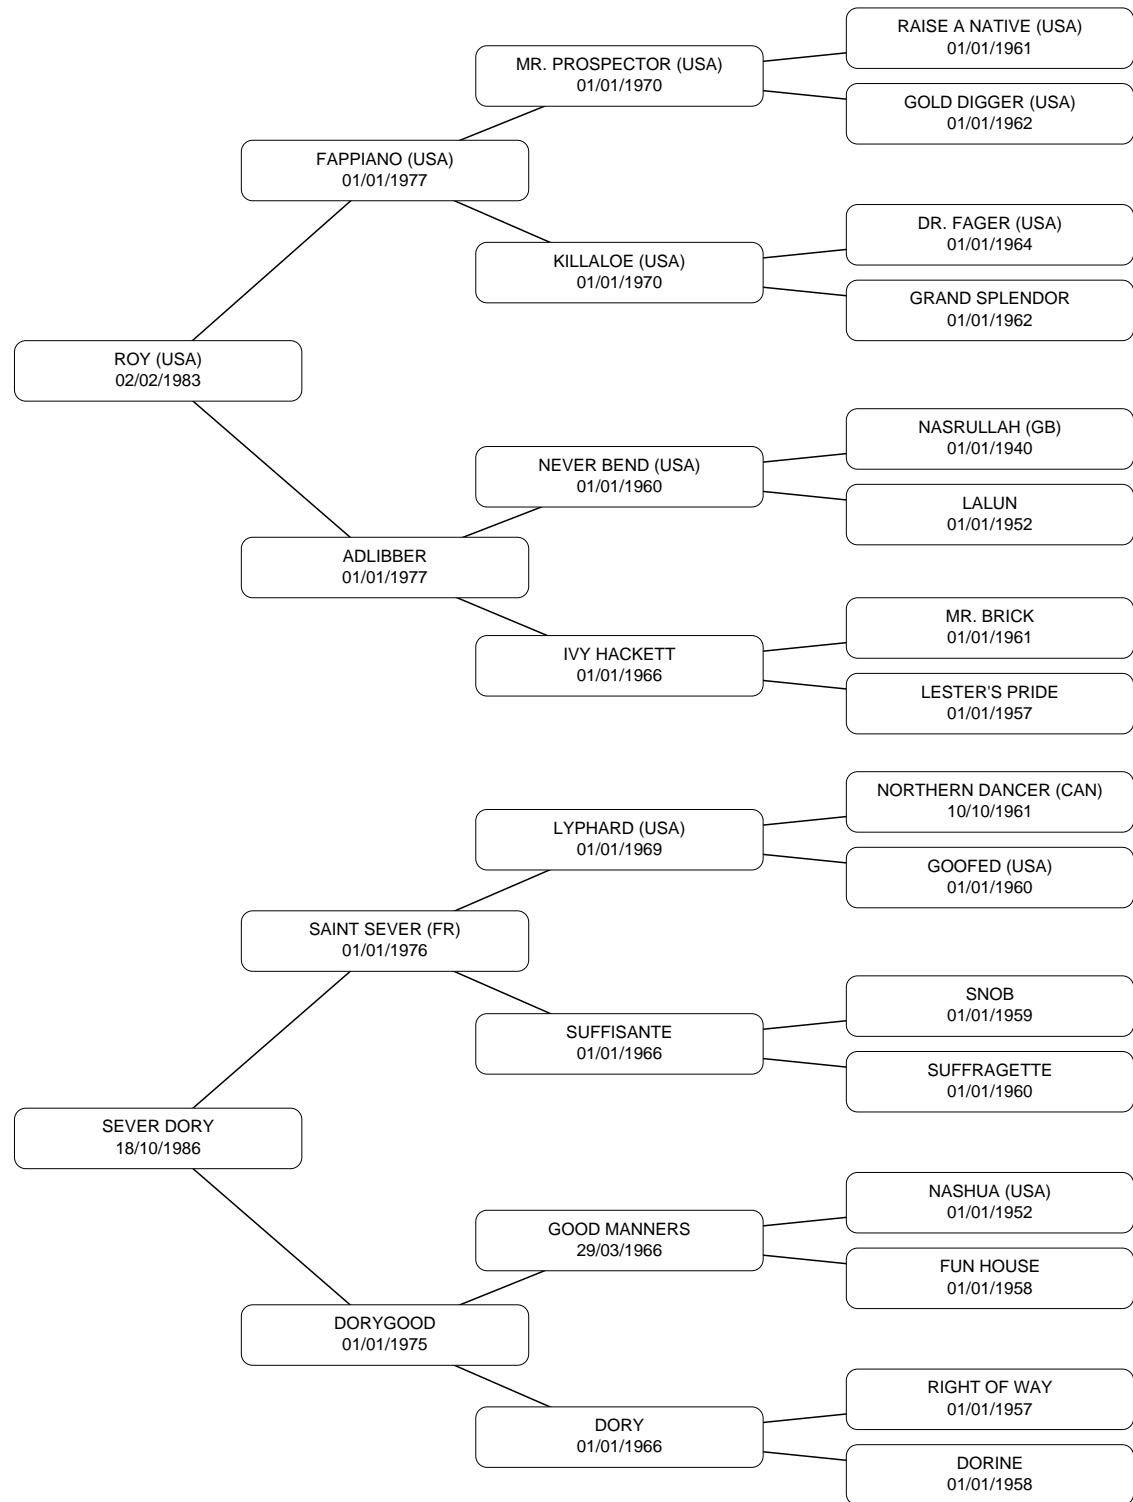 RAISE A NATIVE (USA)
01/01/1961
MR. PROSPECTOR (USA)
01/01/1970
GOLD DIGGER (USA)
01/01/1962
FAPPIANO (USA)
01/01/1977
DR. FAGER (USA)
01/01/1964
KILLALOE (USA)
01/01/1970
GRAND SPLENDOR
01/01/1962
ROY (USA)
02/02/1983
NASRULLAH (GB)
01/01/1940
NEVER BEND (USA)
01/01/1960
LALUN
01/01/1952
ADLIBBER
01/01/1977
MR. BRICK
01/01/1961
IVY HACKETT
01/01/1966
LESTER'S PRIDE
01/01/1957
NORTHERN DANCER (CAN)
10/10/1961
LYPHARD (USA)
01/01/1969
GOOFED (USA)
01/01/1960
SAINT SEVER (FR)
01/01/1976
SNOB
01/01/1959
SUFFISANTE
01/01/1966
SUFFRAGETTE
01/01/1960
SEVER DORY
18/10/1986
NASHUA (USA)
01/01/1952
GOOD MANNERS
29/03/1966
FUN HOUSE
01/01/1958
DORYGOOD
01/01/1975
RIGHT OF WAY
01/01/1957
DORY
01/01/1966
DORINE
01/01/1958